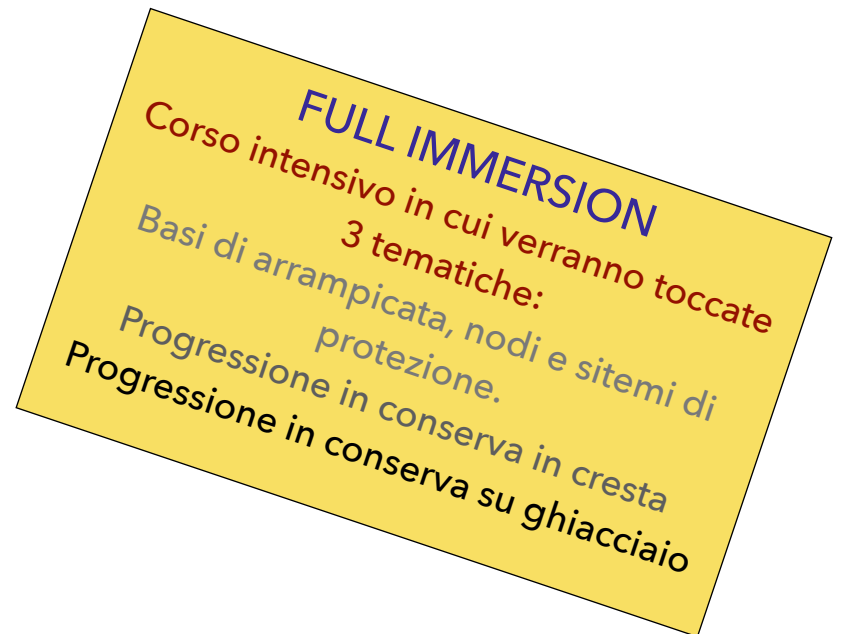 FULL IMMERSION
Corso intensivo in cui verranno toccate
3 tematiche:
Basi di arrampicata, nodi e sitemi di
protezione.
Progressione in conserva in cresta
Progressione in conserva su ghiacciaio